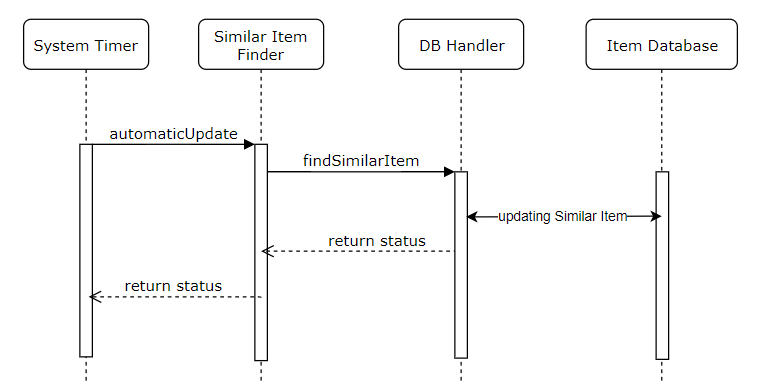 System Timer
Similar Item
Finder
DB Handler
Item Database
automaticUpdate
findSimilarItem
updating Similar Item
return status
return status